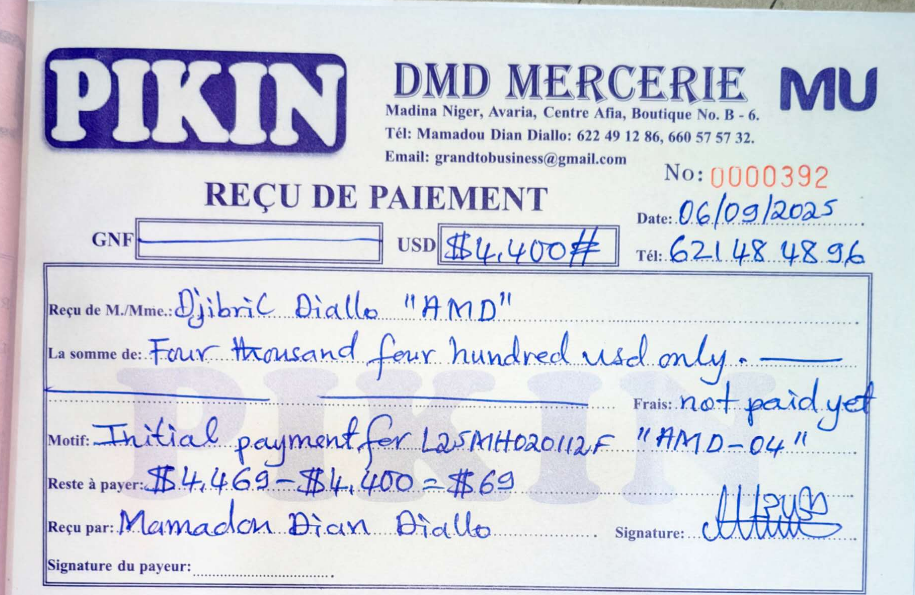 PIKIN
DMD MERCERIE
MU
Madina Niger, Avaria, Centre Afia, Boutique No. B - 6.
Tél: Mamadou Dian Diallo: 622 49 12 86, 660 57 57 32.
Email: grandtobusiness@gmail.com
No: 0000392
REÇU DE PAIEMENT
Date: 06/09/2025
GNF USD $4,400#
Tél: 621 48 48 96
Reçu de M./Mme.: Djibril Diallo "AMD"
La somme de: Four thousand four hundred usd only.
Frais: not paid yet
Motif: Initial payment for L25MH020112F "AMD-04"
Reste à payer: $4,469 - $4,400 = $69
Reçu par: Mamadou Dian Diallo Signature:
Signature du payeur:
PIKIN